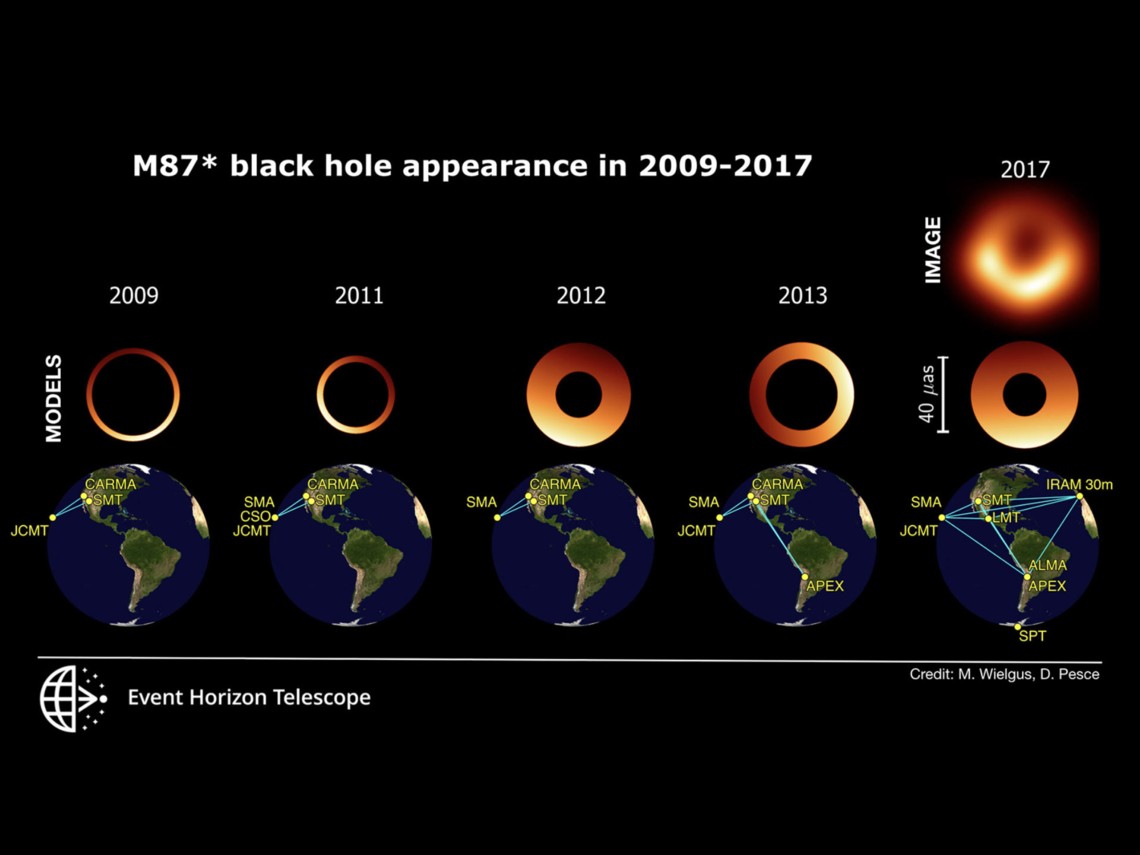 M87* black hole appearance in 2009-2017
2017
IMAGE
2009
2011
2012
2013
MODELS
40 μas
CARMA
SMT
JCMT
CARMA
SMA
SMT
CSO
JCMT
CARMA
SMA
SMT
CARMA
SMA
SMT
JCMT
APEX
IRAM 30m
SMA
SMT
LMT
JCMT
ALMA
APEX
SPT
Credit: M. Wielgus, D. Pesce
Event Horizon Telescope